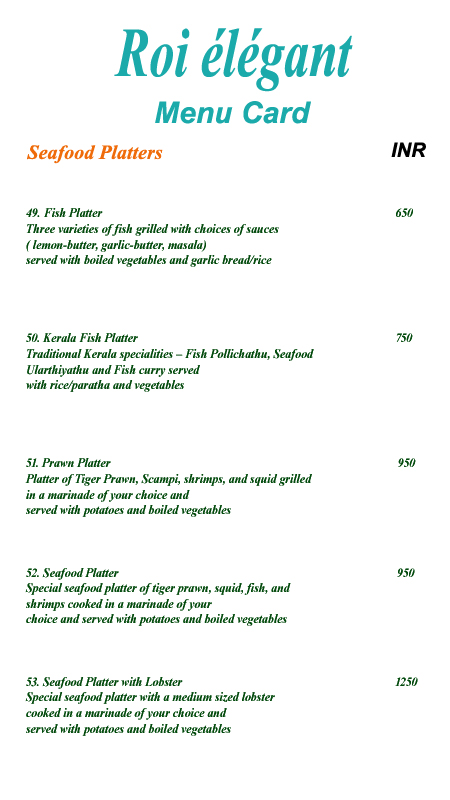 Roi élégant
Menu Card
Seafood Platters INR
49. Fish Platter 650
Three varieties of fish grilled with choices of sauces
( lemon-butter, garlic-butter, masala)
served with boiled vegetables and garlic bread/rice
50. Kerala Fish Platter 750
Traditional Kerala specialities – Fish Pollichathu, Seafood
Ularthiyathu and Fish curry served
with rice/paratha and vegetables
51. Prawn Platter 950
Platter of Tiger Prawn, Scampi, shrimps, and squid grilled
in a marinade of your choice and
served with potatoes and boiled vegetables
52. Seafood Platter 950
Special seafood platter of tiger prawn, squid, fish, and
shrimps cooked in a marinade of your
choice and served with potatoes and boiled vegetables
53. Seafood Platter with Lobster 1250
Special seafood platter with a medium sized lobster
cooked in a marinade of your choice and
served with potatoes and boiled vegetables